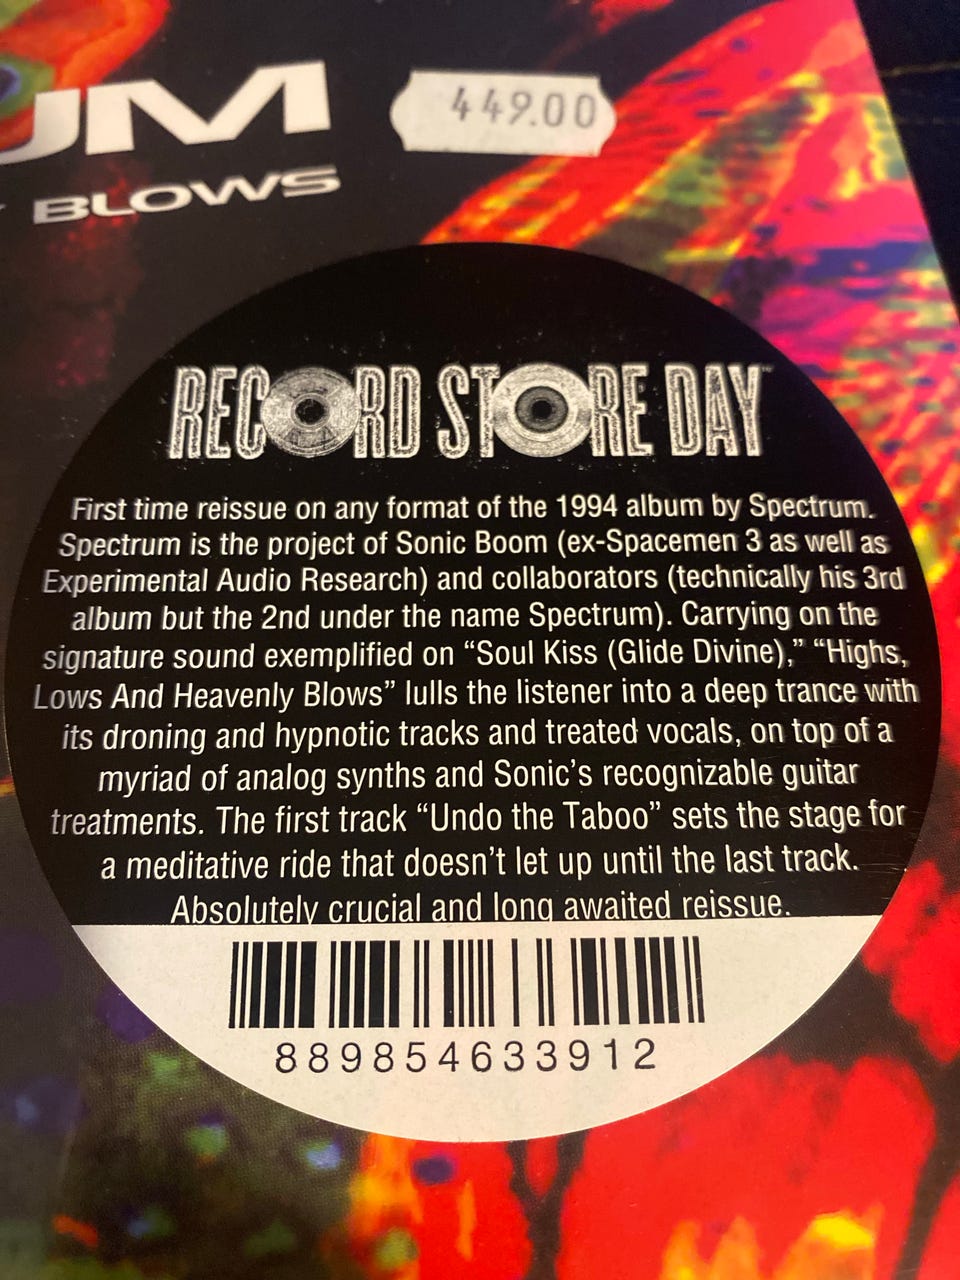 UM
449.00
BLOWS
RECORD STORE DAY™
First time reissue on any format of the 1994 album by Spectrum.
Spectrum is the project of Sonic Boom (ex-Spacemen 3 as well as
Experimental Audio Research) and collaborators (technically his 3rd
album but the 2nd under the name Spectrum). Carrying on the
signature sound exemplified on “Soul Kiss (Glide Divine),” “Highs,
Lows And Heavenly Blows” lulls the listener into a deep trance with
its droning and hypnotic tracks and treated vocals, on top of a
myriad of analog synths and Sonic’s recognizable guitar
treatments. The first track “Undo the Taboo” sets the stage for
a meditative ride that doesn’t let up until the last track.
Absolutely crucial and long awaited reissue.
889854633912